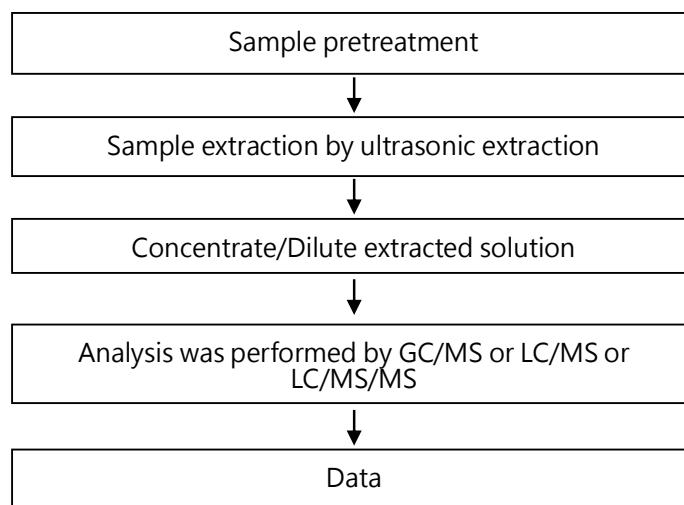 Sample pretreatment
Sample extraction by ultrasonic extraction
Concentrate/Dilute extracted solution
Analysis was performed by GC/MS or LC/MS or
LC/MS/MS
Data